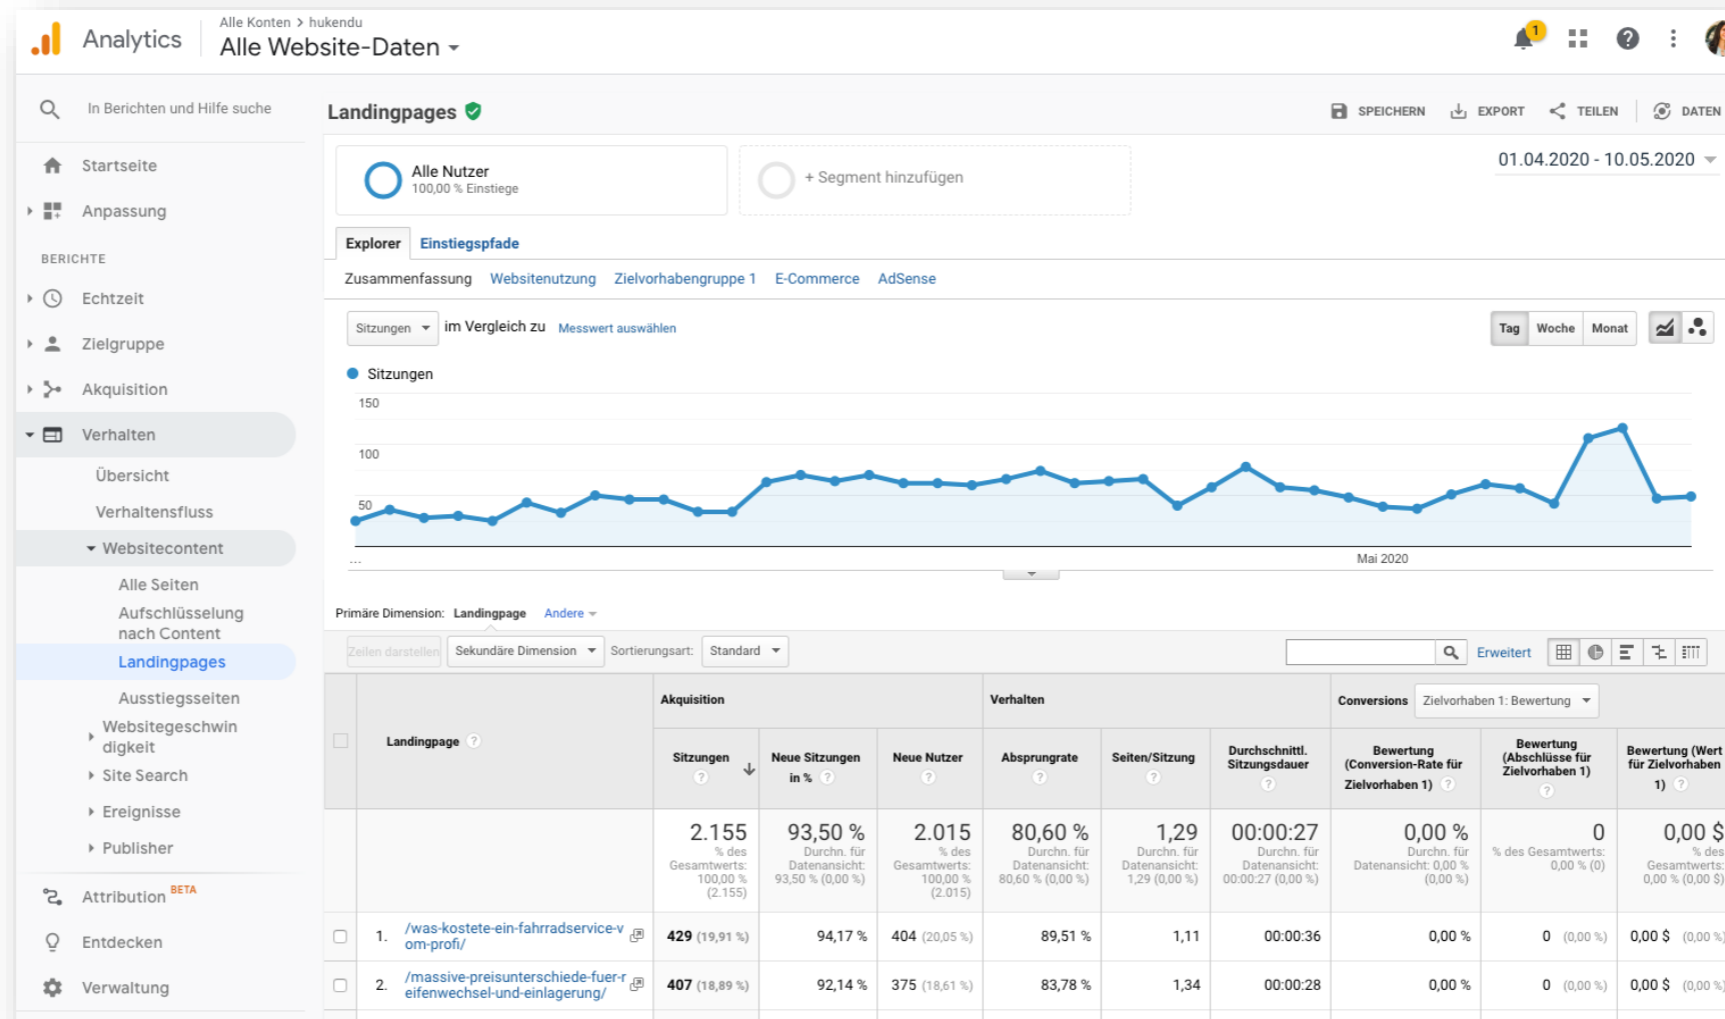 Analytics
Alle Konten > hukendu
Alle Website-Daten
1
In Berichten und Hilfe suche
Startseite
Anpassung
BERICHTE
Echtzeit
Zielgruppe
Akquisition
Verhalten
Übersicht
Verhaltensfluss
Websitecontent
Alle Seiten
Aufschlüsselung
nach Content
Landingpages
Ausstiegsseiten
Websitegeschwin
digkeit
Site Search
Ereignisse
Publisher
Attribution BETA
Entdecken
Verwaltung
Landingpages
SPEICHERN EXPORT TEILEN DATEN
Alle Nutzer
100,00 % Einstiege
+ Segment hinzufügen
01.04.2020 - 10.05.2020
Explorer Einstiegspfade
Zusammenfassung Websitenutzung Zielvorhabengruppe 1 E-Commerce AdSense
Sitzungen im Vergleich zu Messwert auswählen
Tag Woche Monat
Sitzungen
150
100
50
...
Mai 2020
Primäre Dimension: Landingpage Andere
Zeilen darstellen Sekundäre Dimension Sortierungsart: Standard
Erweitert
Landingpage ?
Akquisition
Verhalten
Conversions Zielvorhaben 1: Bewertung
Sitzungen
?
Neue Sitzungen
in % ?
Neue Nutzer
?
Absprungrate
?
Seiten/Sitzung
?
Durchschnittl.
Sitzungsdauer
?
Bewertung
(Conversion-Rate für
Zielvorhaben 1) ?
Bewertung
(Abschlüsse für
Zielvorhaben 1)
?
Bewertung (Wert
für Zielvorhaben
1) ?
2.155
% des
Gesamtwerts:
100,00 %
(2.155)
93,50 %
Durchn. für
Datenansicht:
93,50 % (0,00 %)
2.015
% des
Gesamtwerts:
100,00 %
(2.015)
80,60 %
Durchn. für
Datenansicht:
80,60 % (0,00 %)
1,29
Durchn. für
Datenansicht:
1,29 (0,00 %)
00:00:27
Durchn. für
Datenansicht:
00:00:27 (0,00 %)
0,00 %
Durchn. für
Datenansicht: 0,00 %
(0,00 %)
0
% des Gesamtwerts:
0,00 % (0)
0,00 $
% des
Gesamtwerts:
0,00 % (0,00 $)
1. /was-kostete-ein-fahrradservice-v
om-profi/
429 (19,91 %) 94,17 % 404 (20,05 %) 89,51 % 1,11 00:00:36 0,00 % 0 (0,00 %) 0,00 $ (0,00 %)
2. /massive-preisunterschiede-fuer-r
eifenwechsel-und-einlagerung/
407 (18,89 %) 92,14 % 375 (18,61 %) 83,78 % 1,34 00:00:28 0,00 % 0 (0,00 %) 0,00 $ (0,00 %)